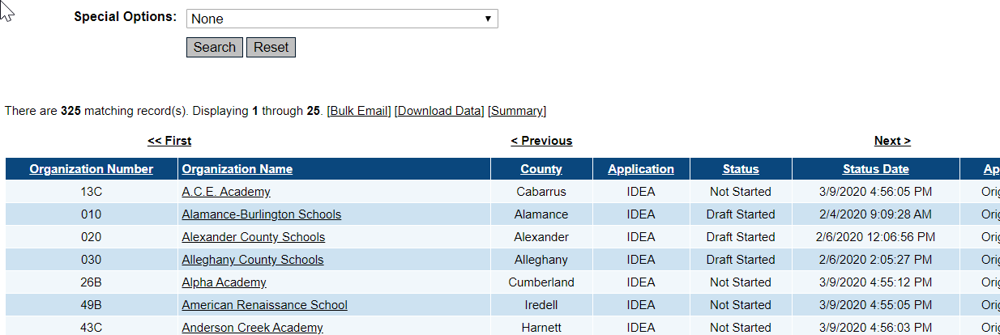 Special Options: None ▼
Search Reset
There are 325 matching record(s). Displaying 1 through 25. [Bulk Email] [Download Data] [Summary]
<< First < Previous Next >
Organization Number Organization Name County Application Status Status Date
13C A.C.E. Academy Cabarrus IDEA Not Started 3/9/2020 4:56:05 PM
010 Alamance-Burlington Schools Alamance IDEA Draft Started 2/4/2020 9:09:28 AM
020 Alexander County Schools Alexander IDEA Draft Started 2/6/2020 12:06:56 PM
030 Alleghany County Schools Alleghany IDEA Draft Started 2/6/2020 2:05:27 PM
26B Alpha Academy Cumberland IDEA Not Started 3/9/2020 4:55:12 PM
49B American Renaissance School Iredell IDEA Not Started 3/9/2020 4:55:05 PM
43C Anderson Creek Academy Harnett IDEA Not Started 3/9/2020 4:56:03 PM